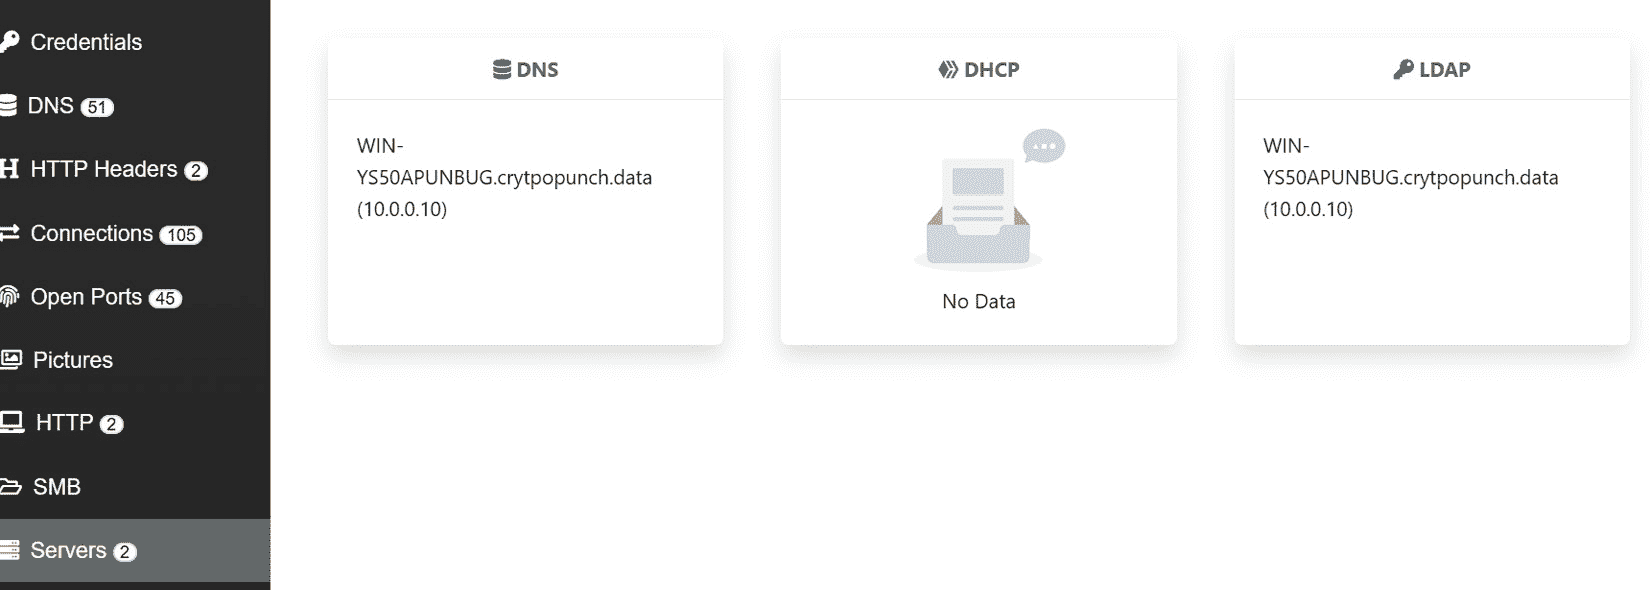 Credentials
DNS 51
HTTP Headers 2
Connections 105
Open Ports 45
Pictures
HTTP 2
SMB
Servers 2
DNS
WIN-
YS50APUNBUG.crytpopunch.data
(10.0.0.10)
DHCP
No Data
LDAP
WIN-
YS50APUNBUG.crytpopunch.data
(10.0.0.10)